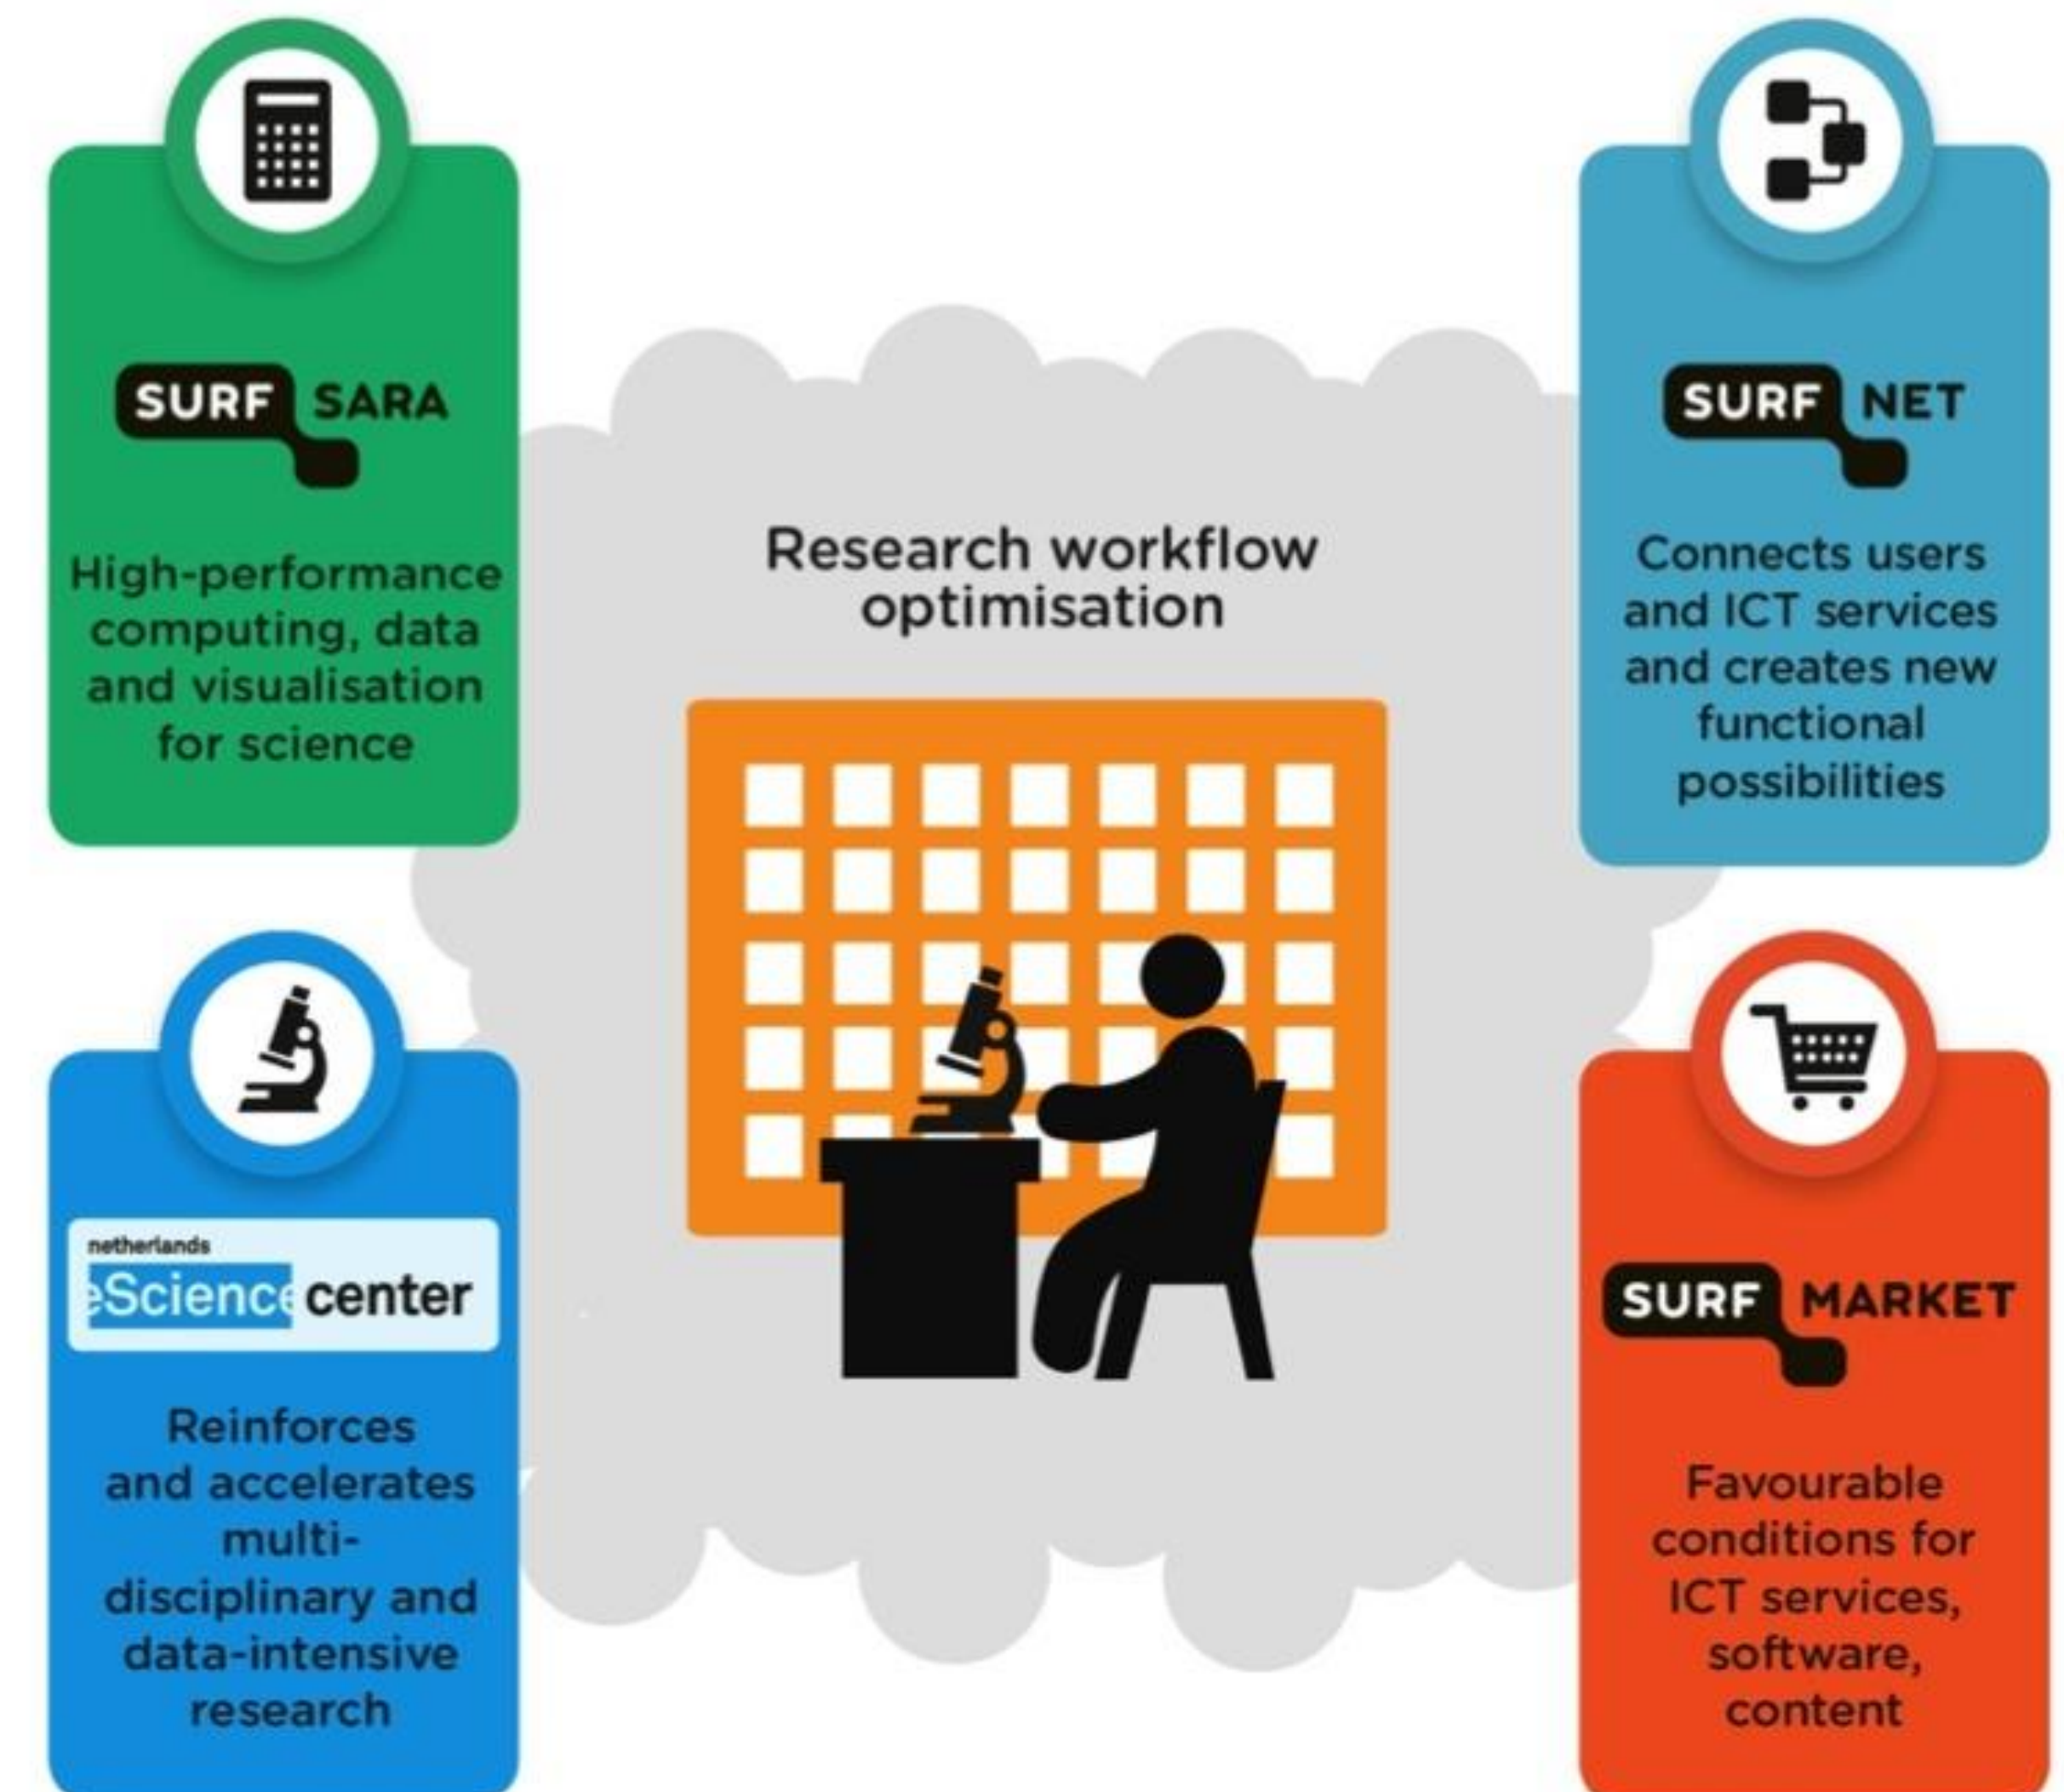 SURF SARA
High-performance
computing, data
and visualisation
for science
SURF NET
Connects users
and ICT services
and creates new
functional
possibilities
Research workflow
optimisation
netherlands
eScience center
Reinforces
and accelerates
multi-
disciplinary and
data-intensive
research
SURF MARKET
Favourable
conditions for
ICT services,
software,
content